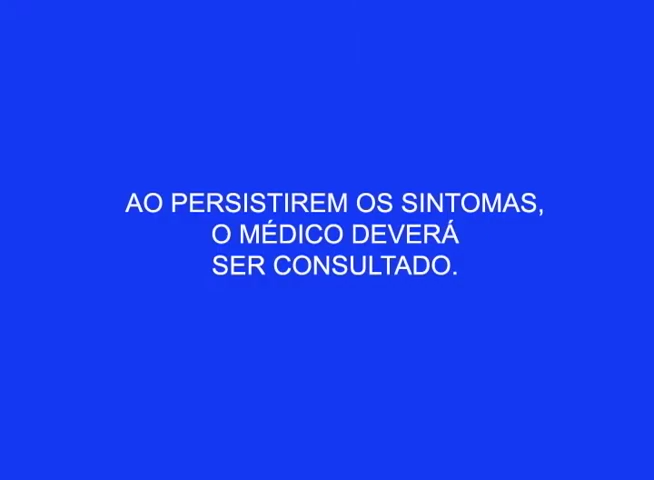 AO PERSISTIREM OS SINTOMAS,
O MÉDICO DEVERÁ
SER CONSULTADO.